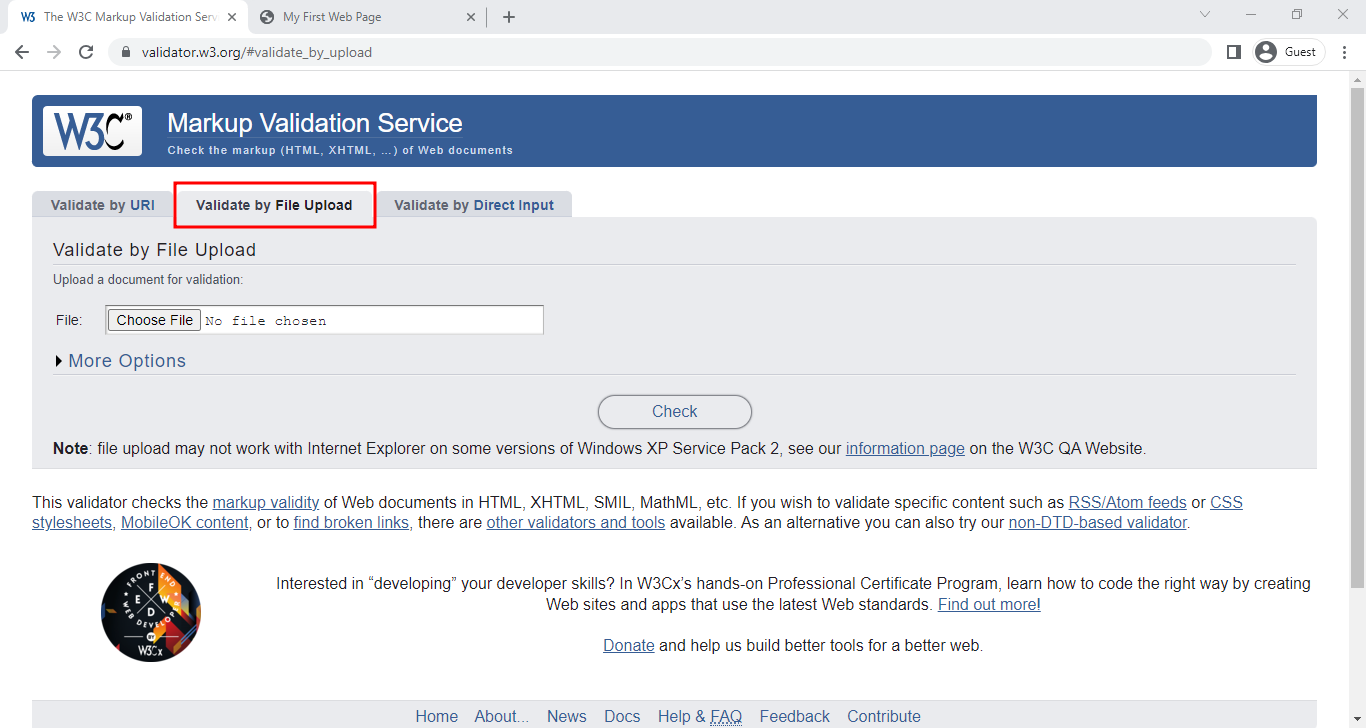 W3 The W3C Markup Validation Serv
My First Web Page
validator.w3.org/#validate_by_upload
Guest
W3C®
Markup Validation Service
Check the markup (HTML, XHTML, …) of Web documents
Validate by URI
Validate by File Upload
Validate by Direct Input
Validate by File Upload
Upload a document for validation:
File: Choose File No file chosen
More Options
Check
Note: file upload may not work with Internet Explorer on some versions of Windows XP Service Pack 2, see our information page on the W3C QA Website.
This validator checks the markup validity of Web documents in HTML, XHTML, SMIL, MathML, etc. If you wish to validate specific content such as RSS/Atom feeds or CSS
stylesheets, MobileOK content, or to find broken links, there are other validators and tools available. As an alternative you can also try our non-DTD-based validator.
FRONT END
F
E W
D
WEB DEVELOPER
BY
W3Cx
Interested in “developing” your developer skills? In W3Cx’s hands-on Professional Certificate Program, learn how to code the right way by creating
Web sites and apps that use the latest Web standards. Find out more!
Donate and help us build better tools for a better web.
Home About... News Docs Help & FAQ Feedback Contribute